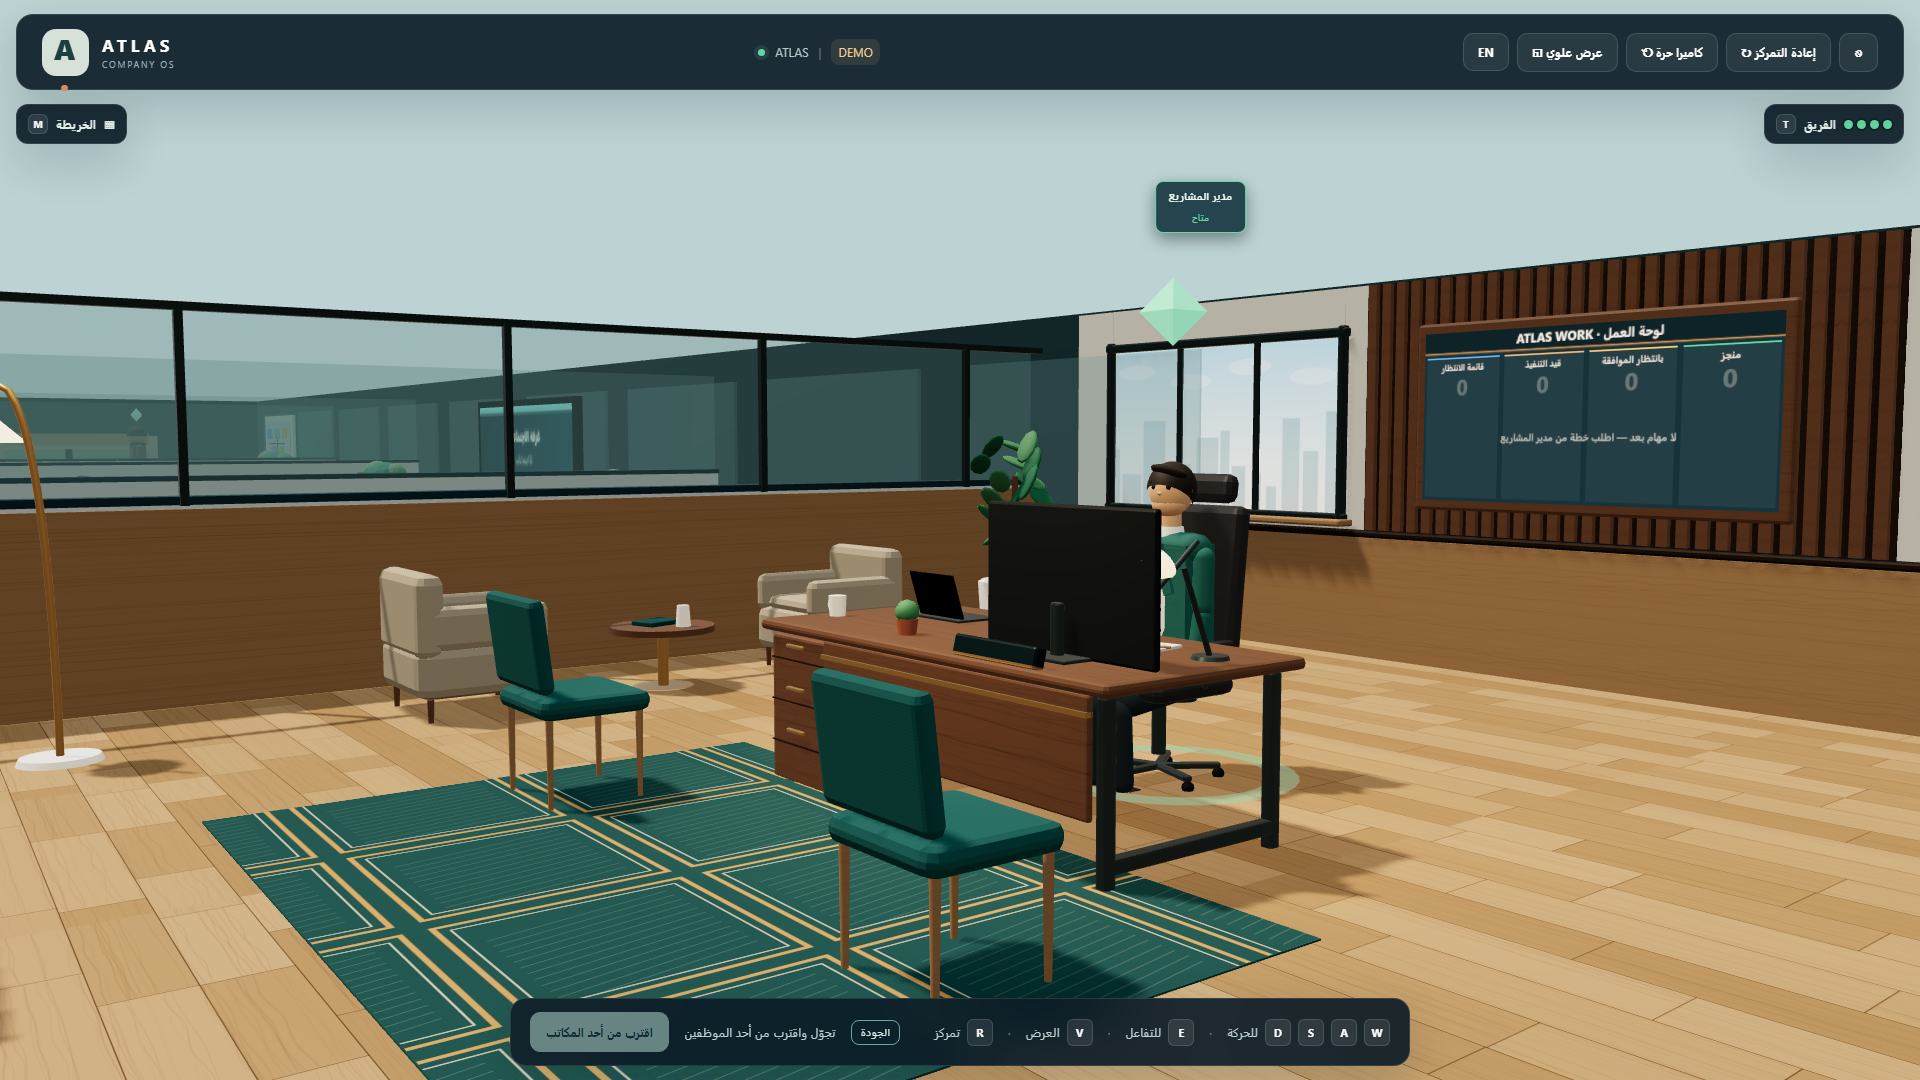 A
ATLAS
COMPANY OS
ATLAS | DEMO
EN
عرض علوي
كاميرا حرة
إعادة التمركز
M الخريطة
T الفريق
مدير المشاريع
متاح
لوحة العمل · ATLAS WORK
منجز
0
بانتظار الموافقة
0
قيد التنفيذ
0
قائمة الانتظار
0
لا مهام بعد — اطلب خطة من مدير المشاريع
W A S D للحركة · E للتفاعل · V العرض · R تمركز
الجودة
تجوّل واقترب من أحد الموظفين
اقترب من أحد المكاتب